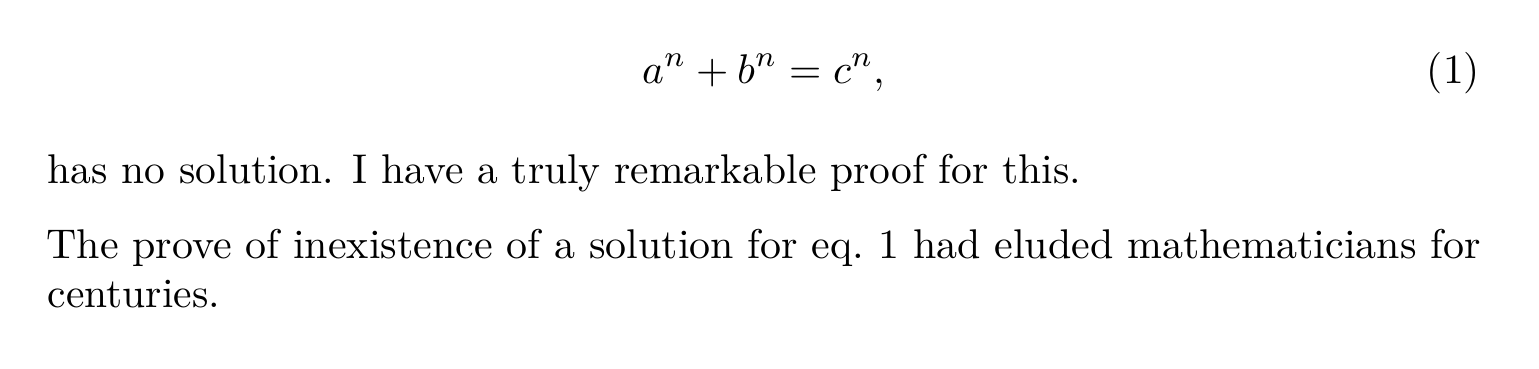 aⁿ + bⁿ = cⁿ, (1)
has no solution. I have a truly remarkable proof for this.
The prove of inexistence of a solution for eq. 1 had eluded mathematicians for
centuries.